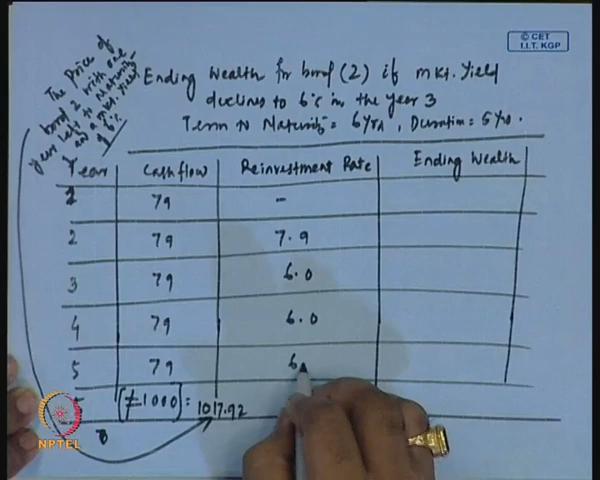 © CET
I.I.T. KGP
The Price of
bond 2 with one
year left to Maturity
and a mkt. yield
of 6%
Ending Wealth for bond (2) if mkt. yield
declines to 6% in the year 3
Term to Maturity = 6 yrs, Duration = 5 yrs.
Year Cashflow Reinvestment Rate Ending Wealth
1 79 -
2 79 7.9
3 79 6.0
4 79 6.0
5 79 6.
[≠1000] = 1017.92
NPTEL